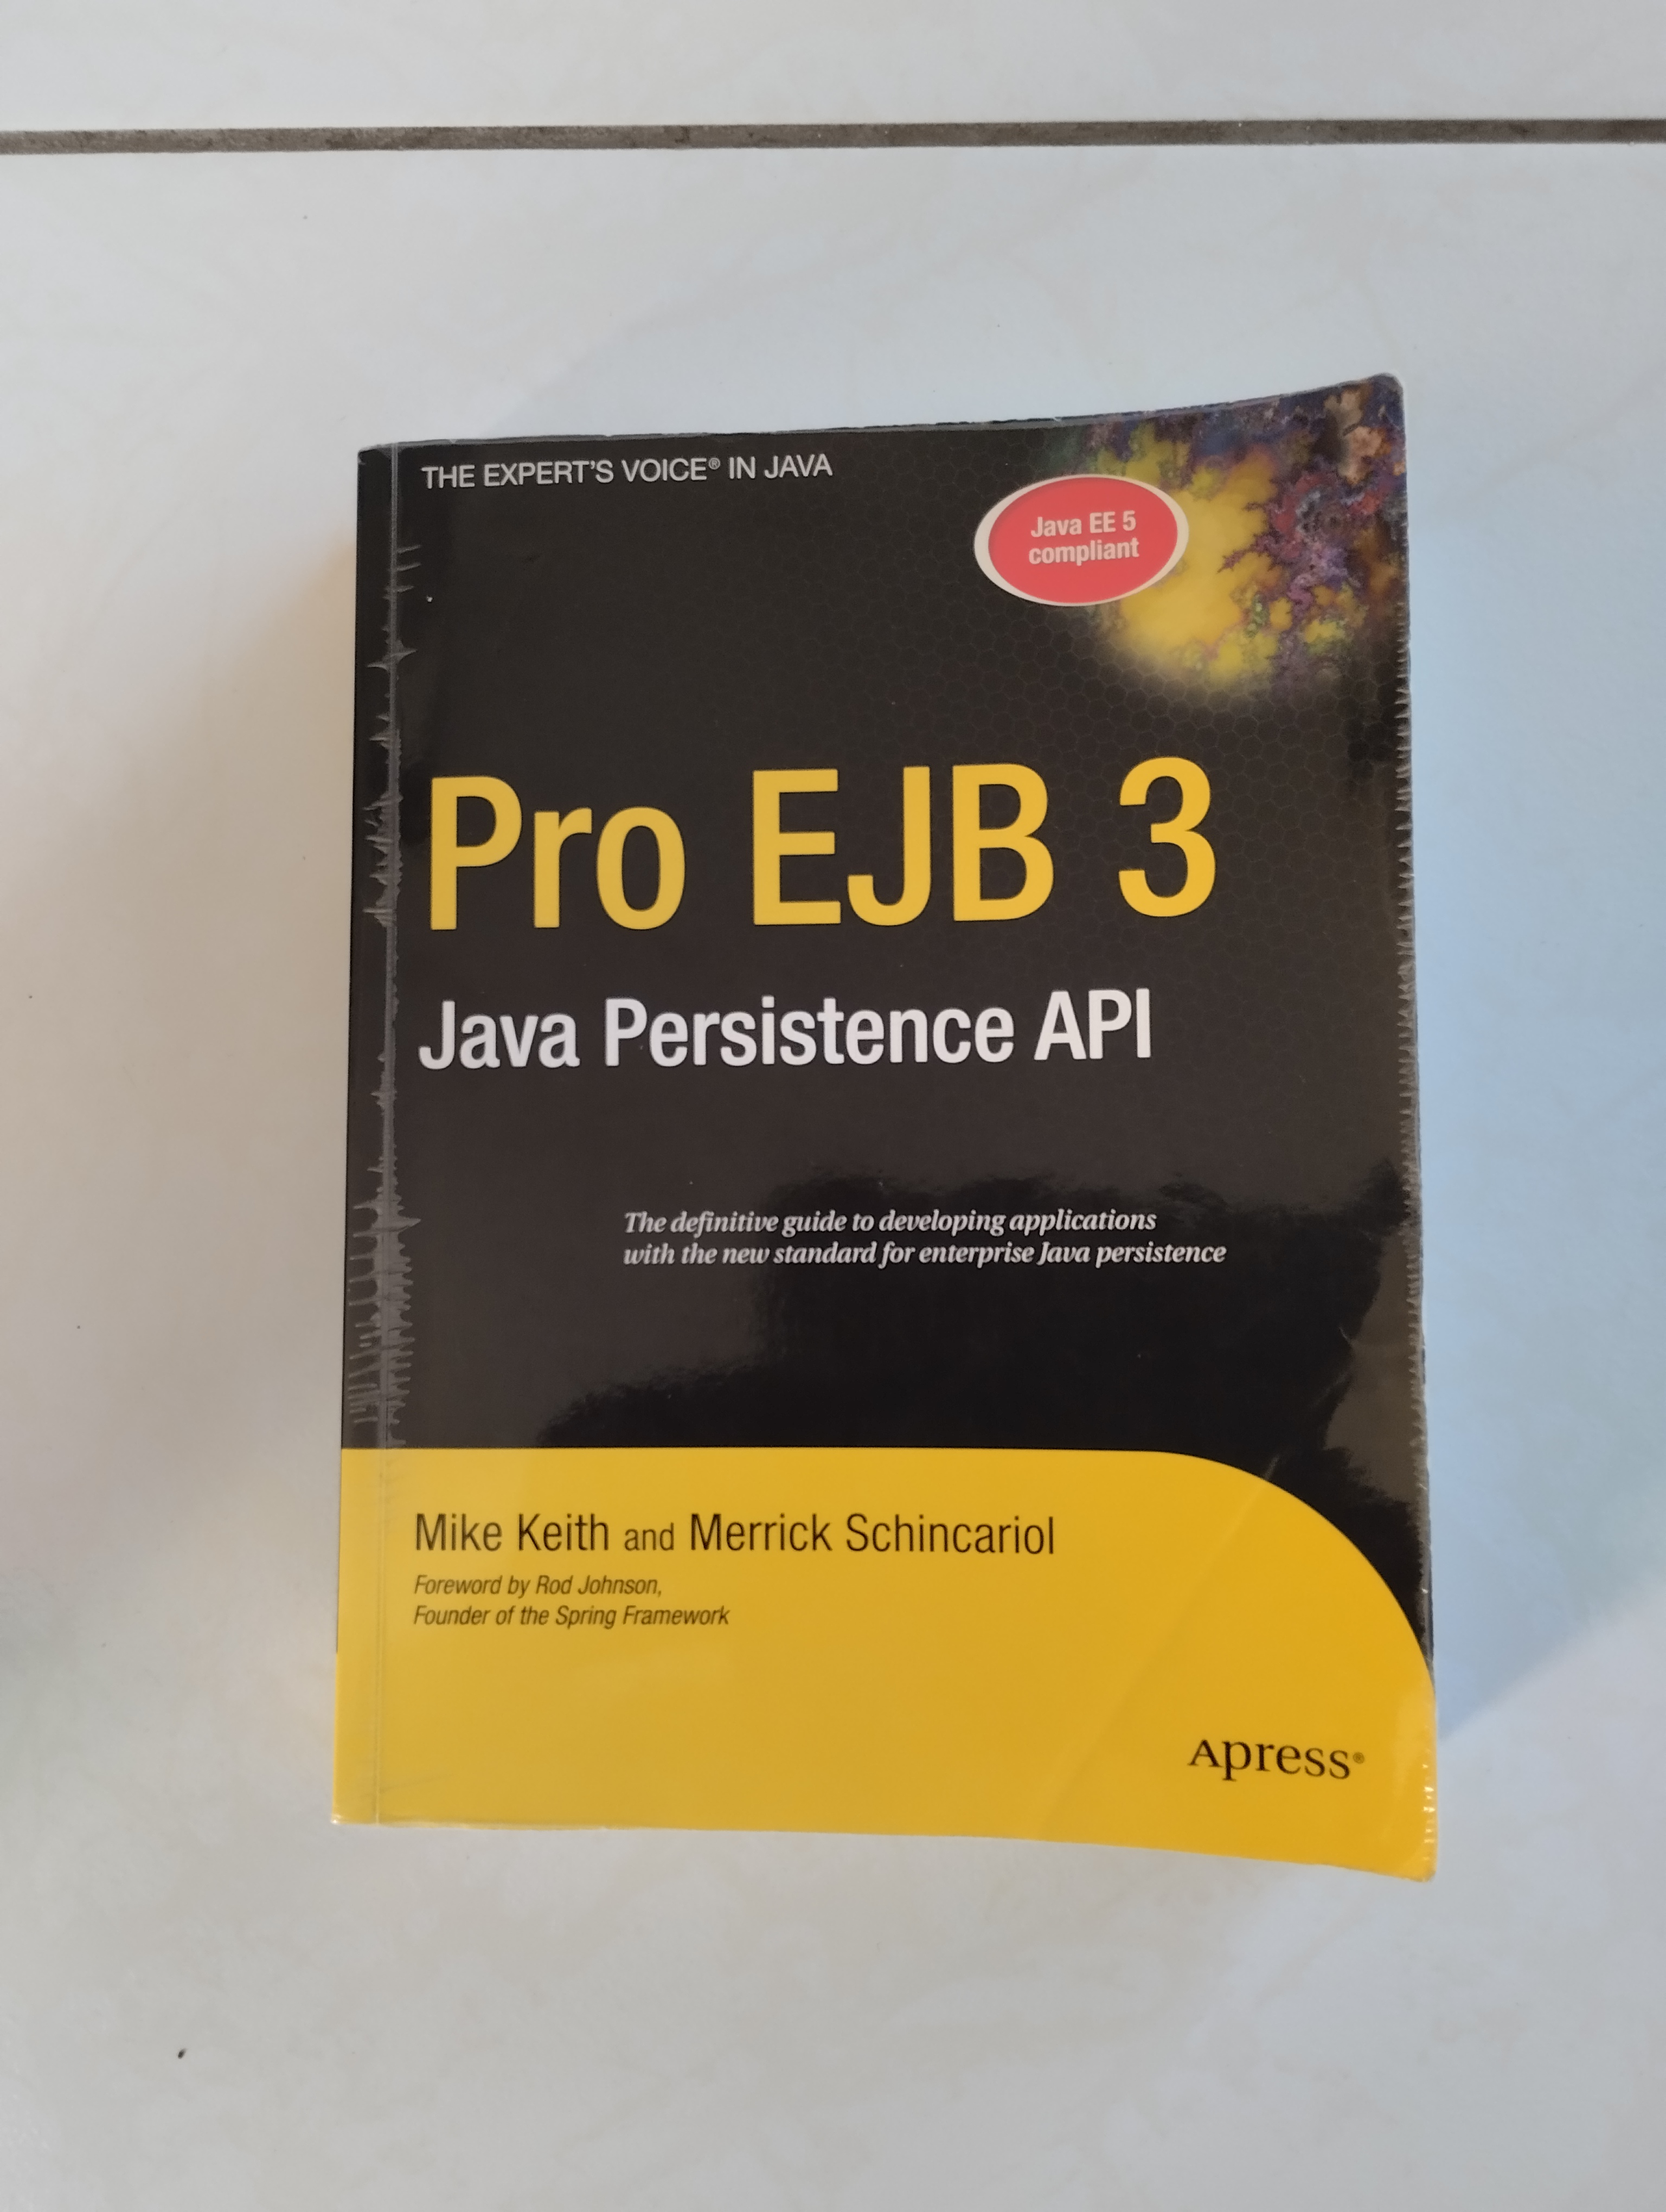 THE EXPERT'S VOICE® IN JAVA
Java EE 5
compliant
Pro EJB 3
Java Persistence API
The definitive guide to developing applications
with the new standard for enterprise Java persistence
Mike Keith and Merrick Schincariol
Foreword by Rod Johnson,
Founder of the Spring Framework
Apress®